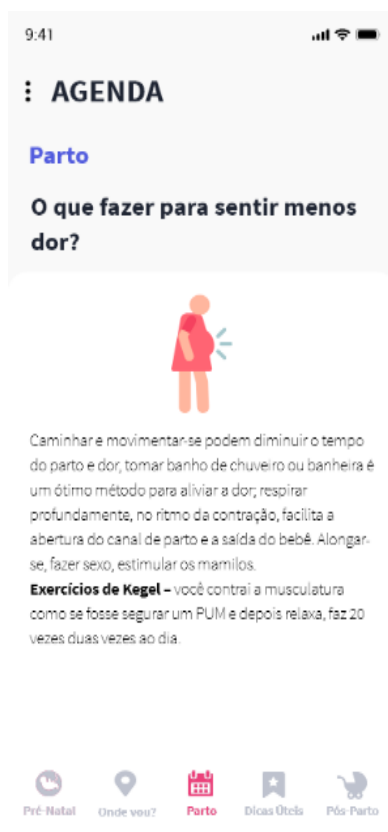 9:41
AGENDA
Parto
O que fazer para sentir menos
dor?
Caminhar e movimentar-se podem diminuir o tempo
do parto e dor, tomar banho de chuveiro ou banheira é
um ótimo método para aliviar a dor; respirar
profundamente, no ritmo da contração, facilita a
abertura do canal de parto e a saída do bebê. Alongar-
se, fazer sexo, estimular os mamilos.
Exercícios de Kegel – você contrai a musculatura
como se fosse segurar um PUM e depois relaxa, faz 20
vezes duas vezes ao dia.
Pré-Natal Onde vou? Parto Dicas Úteis Pós-Parto